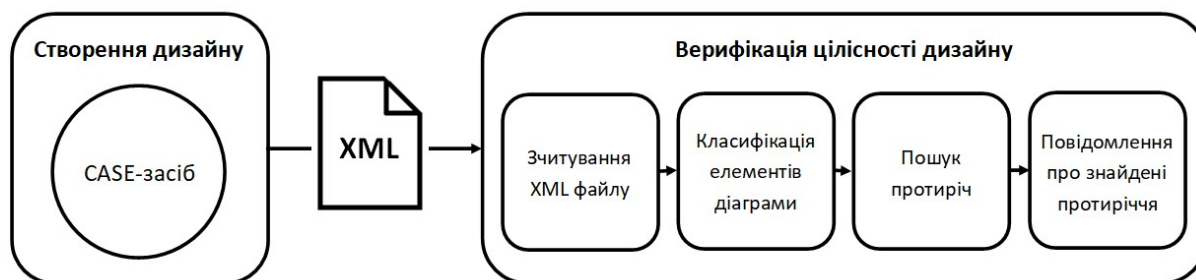 Створення дизайну
CASE-засіб
XML
Верифікація цілісності дизайну
Зчитування
XML файлу
Класифікація
елементів
діаграми
Пошук
протиріч
Повідомлення
про знайдені
протиріччя